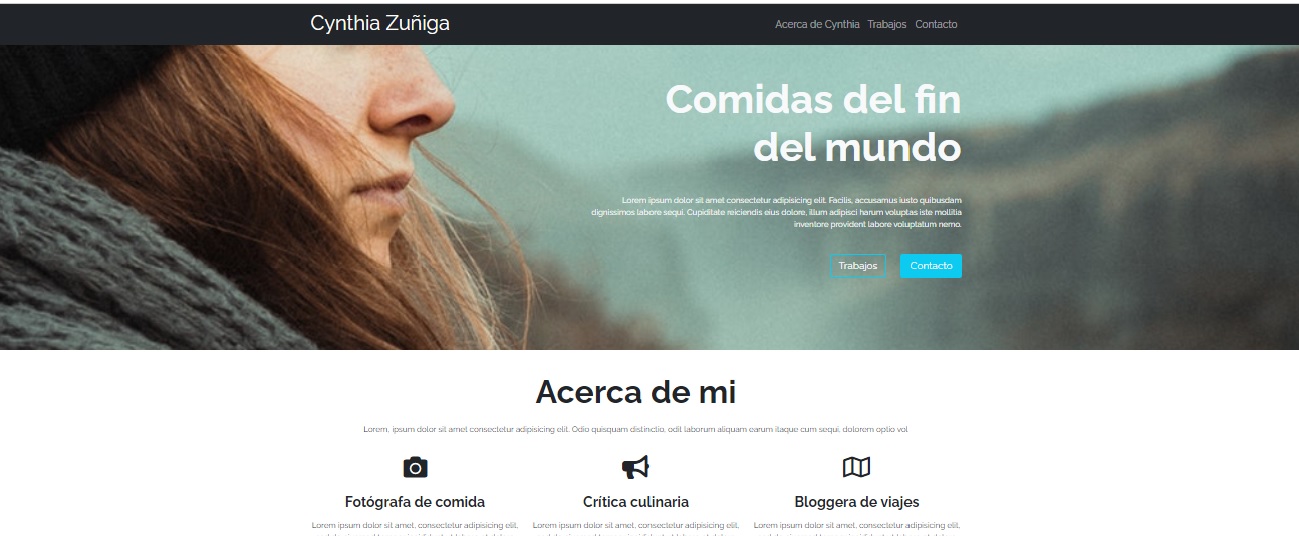 Cynthia Zuñiga
Acerca de Cynthia Trabajos Contacto
Comidas del fin
del mundo
Lorem ipsum dolor sit amet consectetur adipisicing elit. Facilis, accusamus iusto quibusdam
dignissimos labore sequi. Cupiditate reiciendis eius dolore, illum adipisci harum voluptas iste mollitia
inventore provident labore voluptatum nemo.
Trabajos Contacto
Acerca de mi
Lorem, ipsum dolor sit amet consectetur adipisicing elit. Odio quisquam distinctio, odit laborum aliquam earum itaque cum sequi, dolorem optio vol
Fotógrafa de comida
Crítica culinaria
Bloggera de viajes
Lorem ipsum dolor sit amet, consectetur adipisicing elit,
Lorem ipsum dolor sit amet, consectetur adipisicing elit,
Lorem ipsum dolor sit amet, consectetur adipisicing elit,